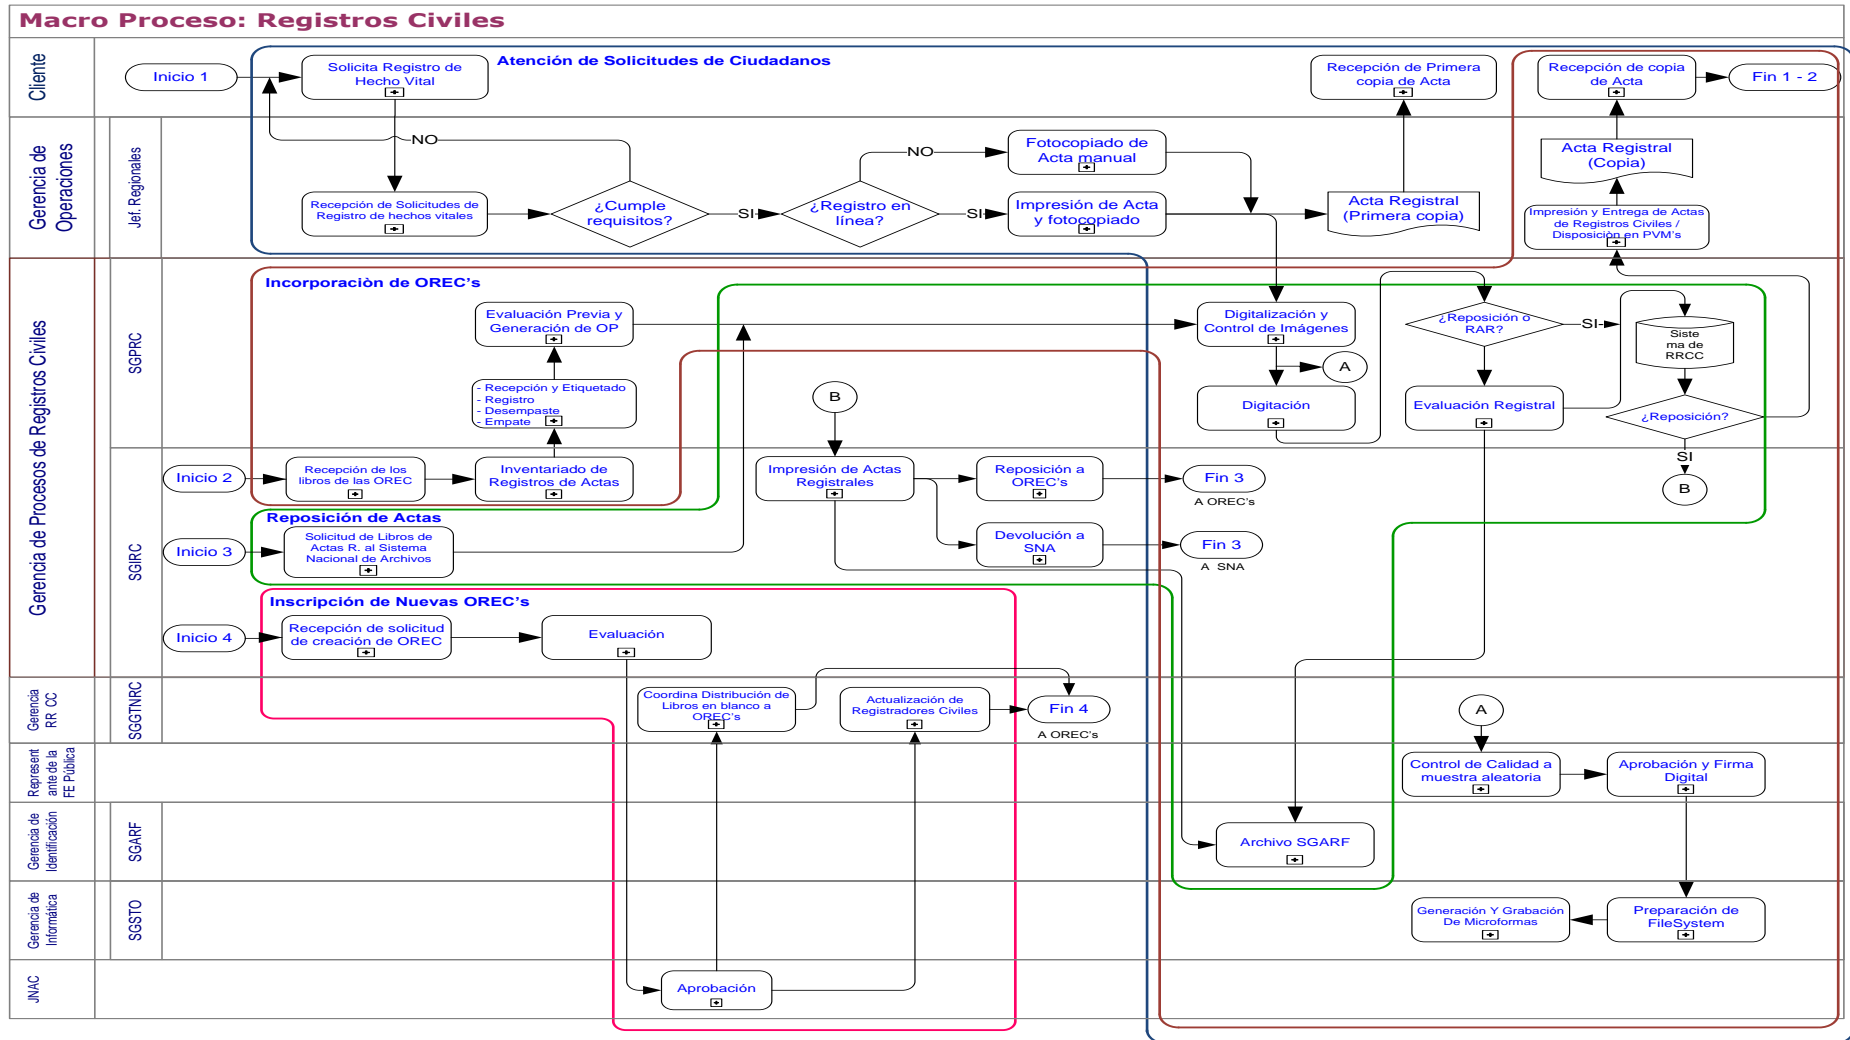 Macro Proceso: Registros Civiles
Cliente
Inicio 1
Solicita Registro de
Hecho Vital
Atención de Solicitudes de Ciudadanos
Recepción de Primera
copia de Acta
Recepción de copia
de Acta
Fin 1 - 2
Gerencia de
Operaciones
Jef. Regionales
NO
Recepción de Solicitudes de
Registro de hechos vitales
¿Cumple
requisitos?
SI
¿Registro en
línea?
NO
SI
Fotocopiado de
Acta manual
Impresión de Acta
y fotocopiado
Acta Registral
(Primera copia)
Acta Registral
(Copia)
Impresión y Entrega de Actas
de Registros Civiles /
Disposiciòn en PVM's
Gerencia de Procesos de Registros Civiles
SGPRC
Incorporaciòn de OREC's
Evaluación Previa y
Generación de OP
- Recepción y Etiquetado
- Registro
- Desempaste
- Empate
Digitalización y
Control de Imágenes
A
Digitación
¿Reposición o
RAR?
SI
Siste
ma de
RRCC
Evaluación Registral
¿Reposición?
SI
B
B
SGIRC
Inicio 2
Recepción de los
libros de las OREC
Inventariado de
Registros de Actas
Impresión de Actas
Registrales
Reposición a
OREC's
Fin 3
A OREC's
Reposición de Actas
Inicio 3
Solicitud de Libros de
Actas R. al Sistema
Nacional de Archivos
Devolución a
SNA
Fin 3
A SNA
Inscripción de Nuevas OREC's
Inicio 4
Recepción de solicitud
de creación de OREC
Evaluación
Gerencia
RR CC
SGGTNRC
Coordina Distribución de
Libros en blanco a
OREC's
Actualización de
Registradores Civiles
Fin 4
A OREC's
A
Represent
ante de la
FE Pública
Control de Calidad a
muestra aleatoria
Aprobación y Firma
Digital
Gerencia de
Identificación
SGARF
Archivo SGARF
Gerencia de
Informática
SGSTO
Generación Y Grabación
De Microformas
Preparación de
FileSystem
JNAC
Aprobación